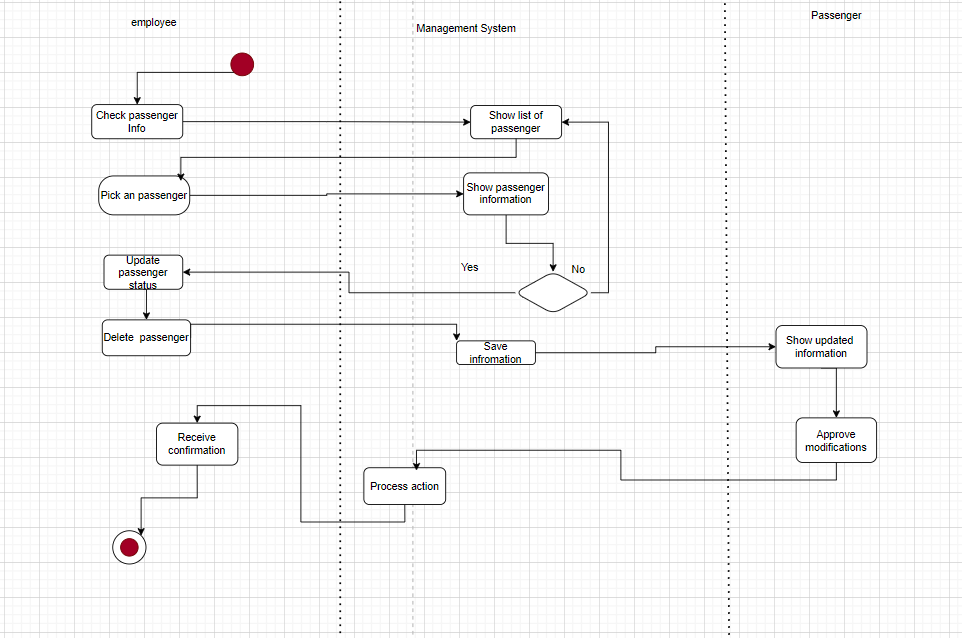 employee
Management System
Passenger
Check passenger
Info
Show list of
passenger
Pick an passenger
Show passenger
information
Yes
No
Update
passenger
status
Delete  passenger
Save
infromation
Show updated
information
Receive
confirmation
Approve
modifications
Process action